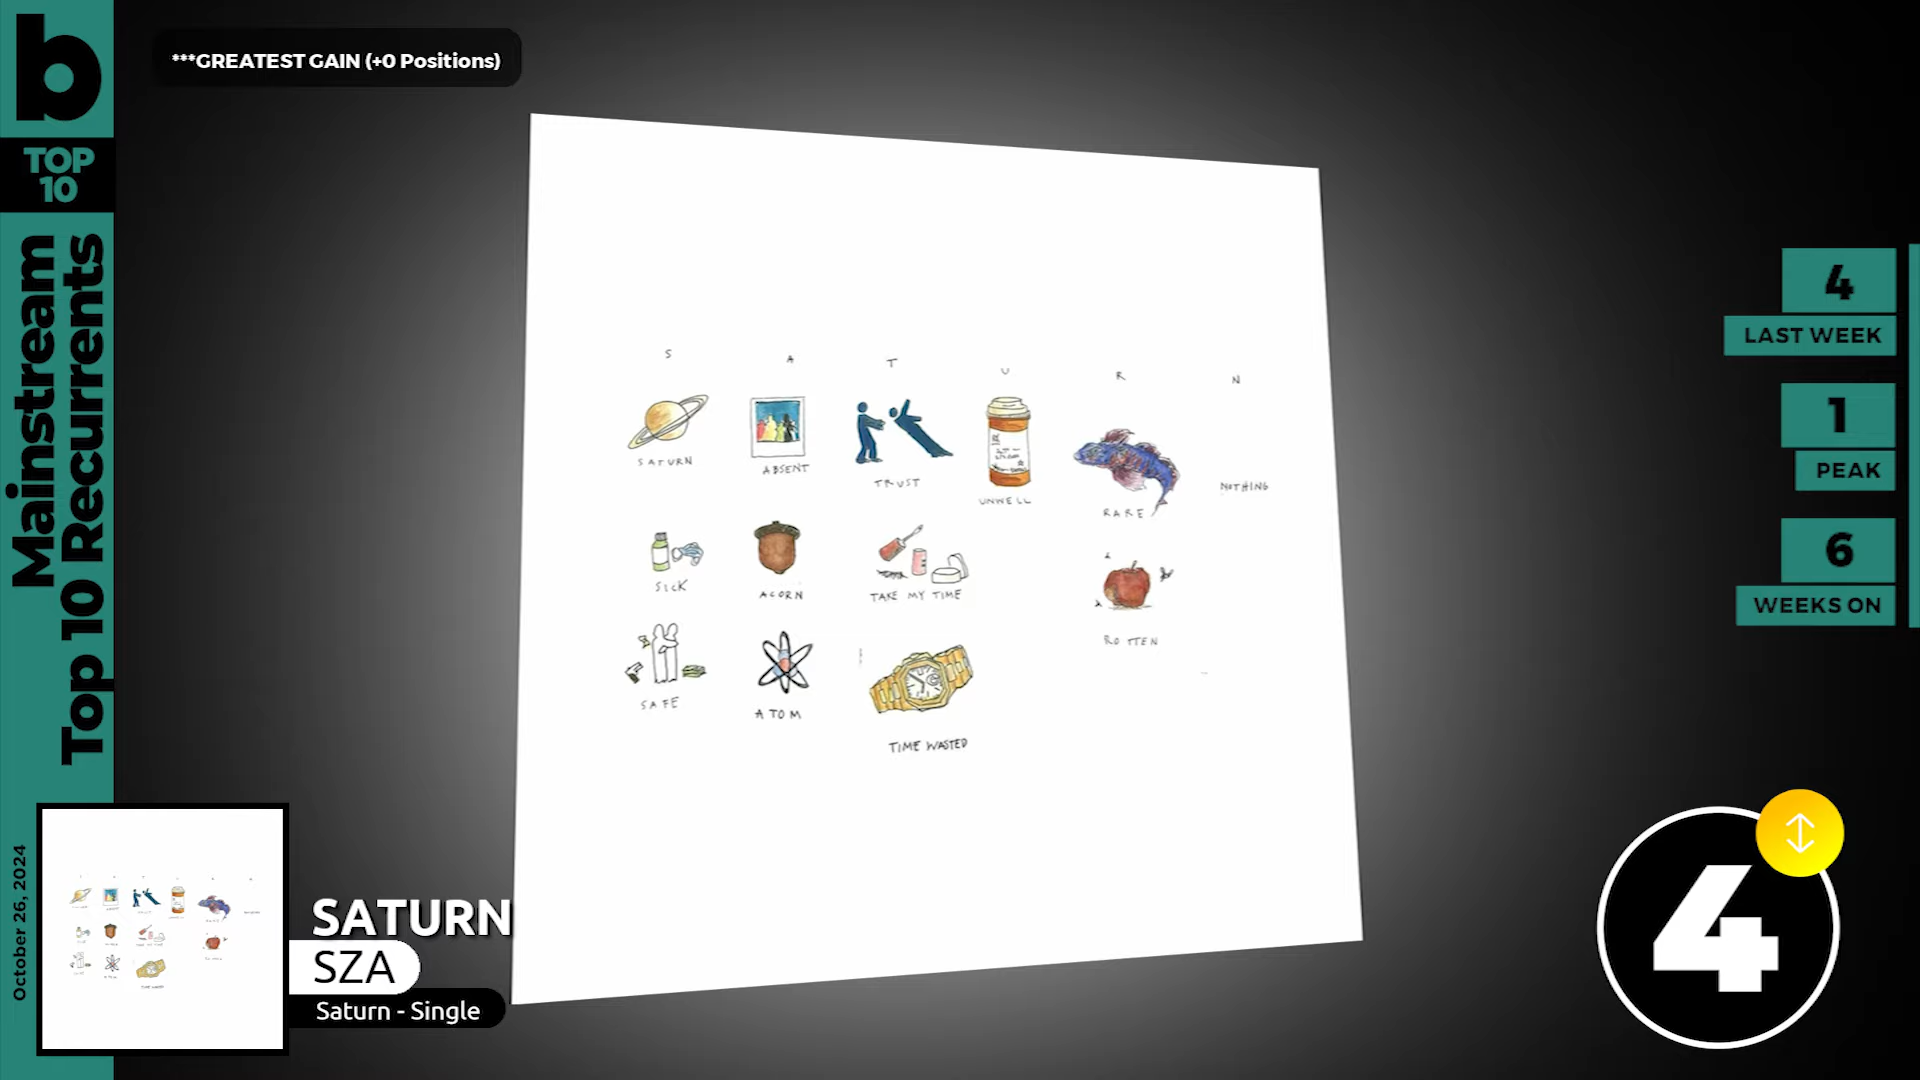 ***GREATEST GAIN (+0 Positions)
b
TOP
10
Mainstream
Top 10 Recurrents
October 26, 2024
S A T U R N
SATURN ABSENT TRUST UNWELL RARE NOTHING
SICK ACORN TAKE MY TIME ROTTEN
SAFE ATOM TIME WASTED
4
LAST WEEK
1
PEAK
6
WEEKS ON
SATURN
SZA
Saturn - Single
4